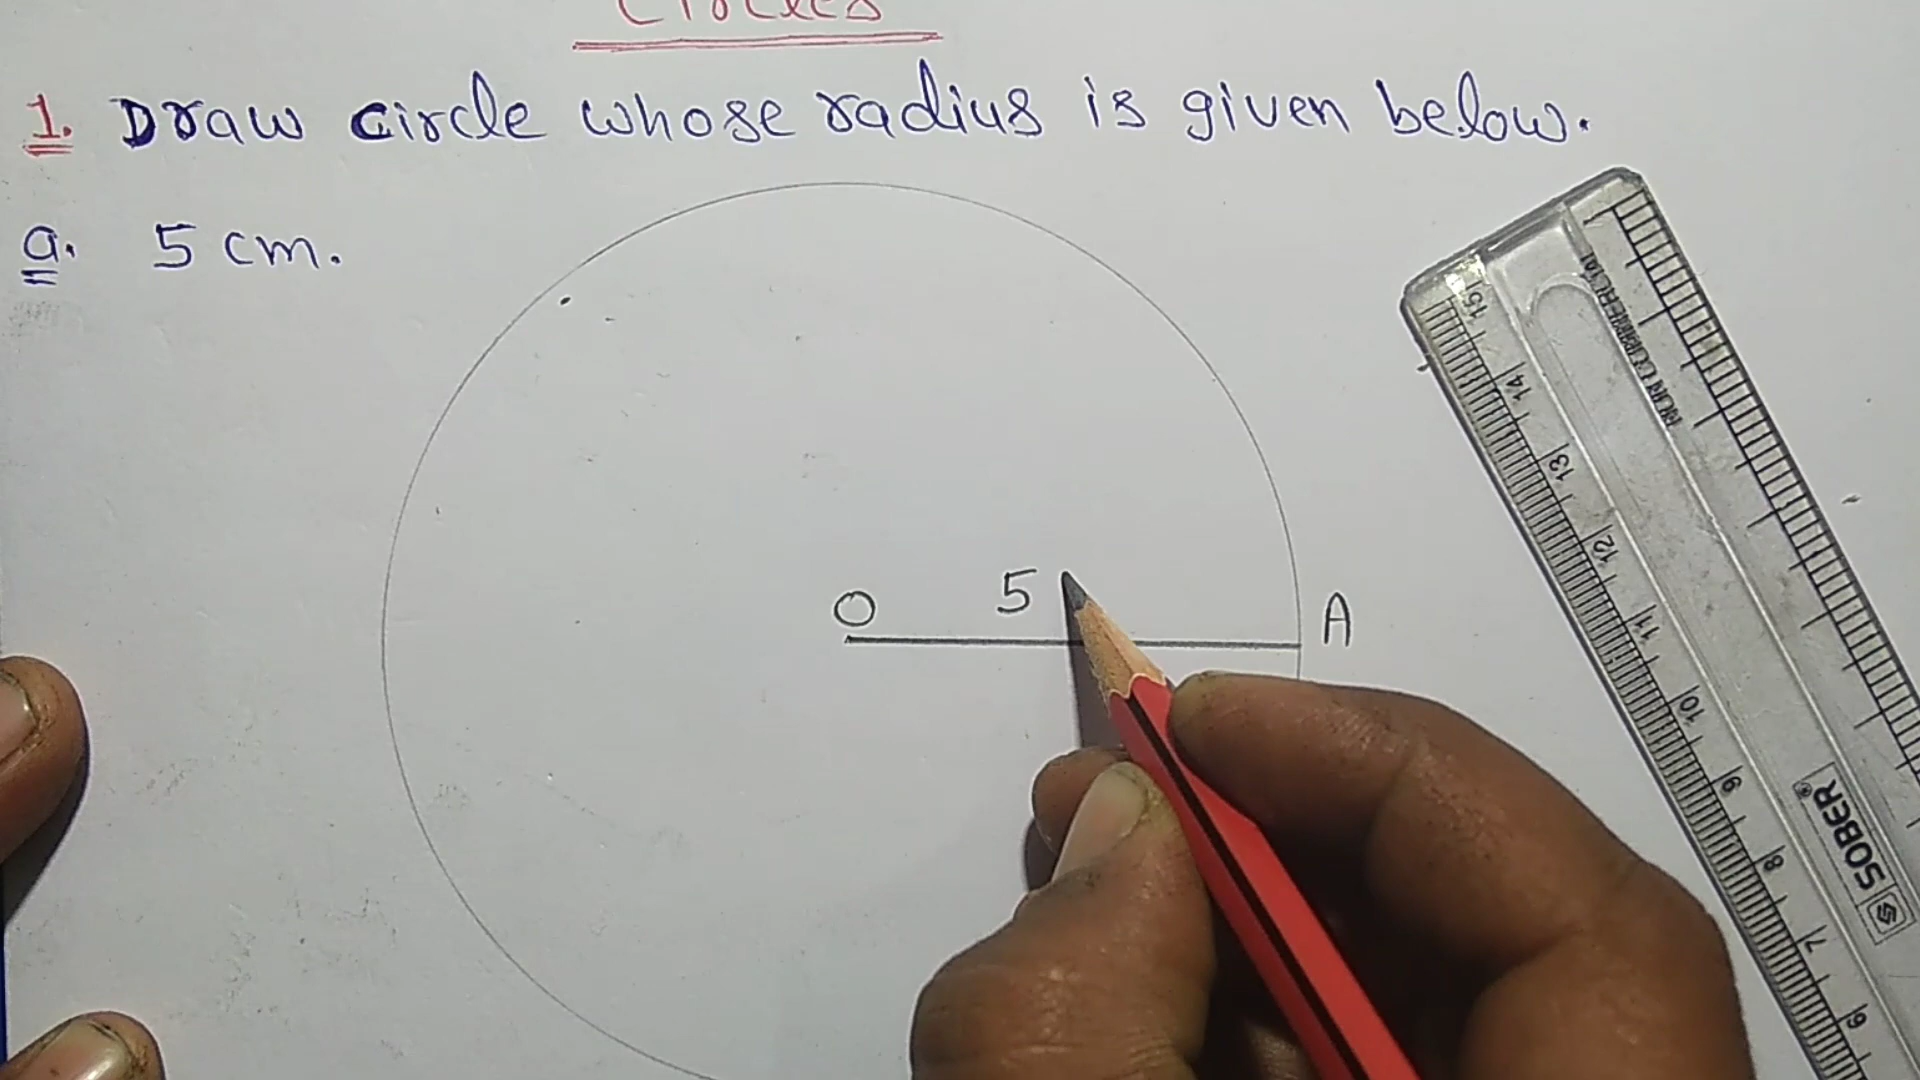 Circles
1. Draw circle whose radius is given below.
a. 5 cm.
O 5 A
15 14 13 12 11 10 9 8 7 6
SOBER®